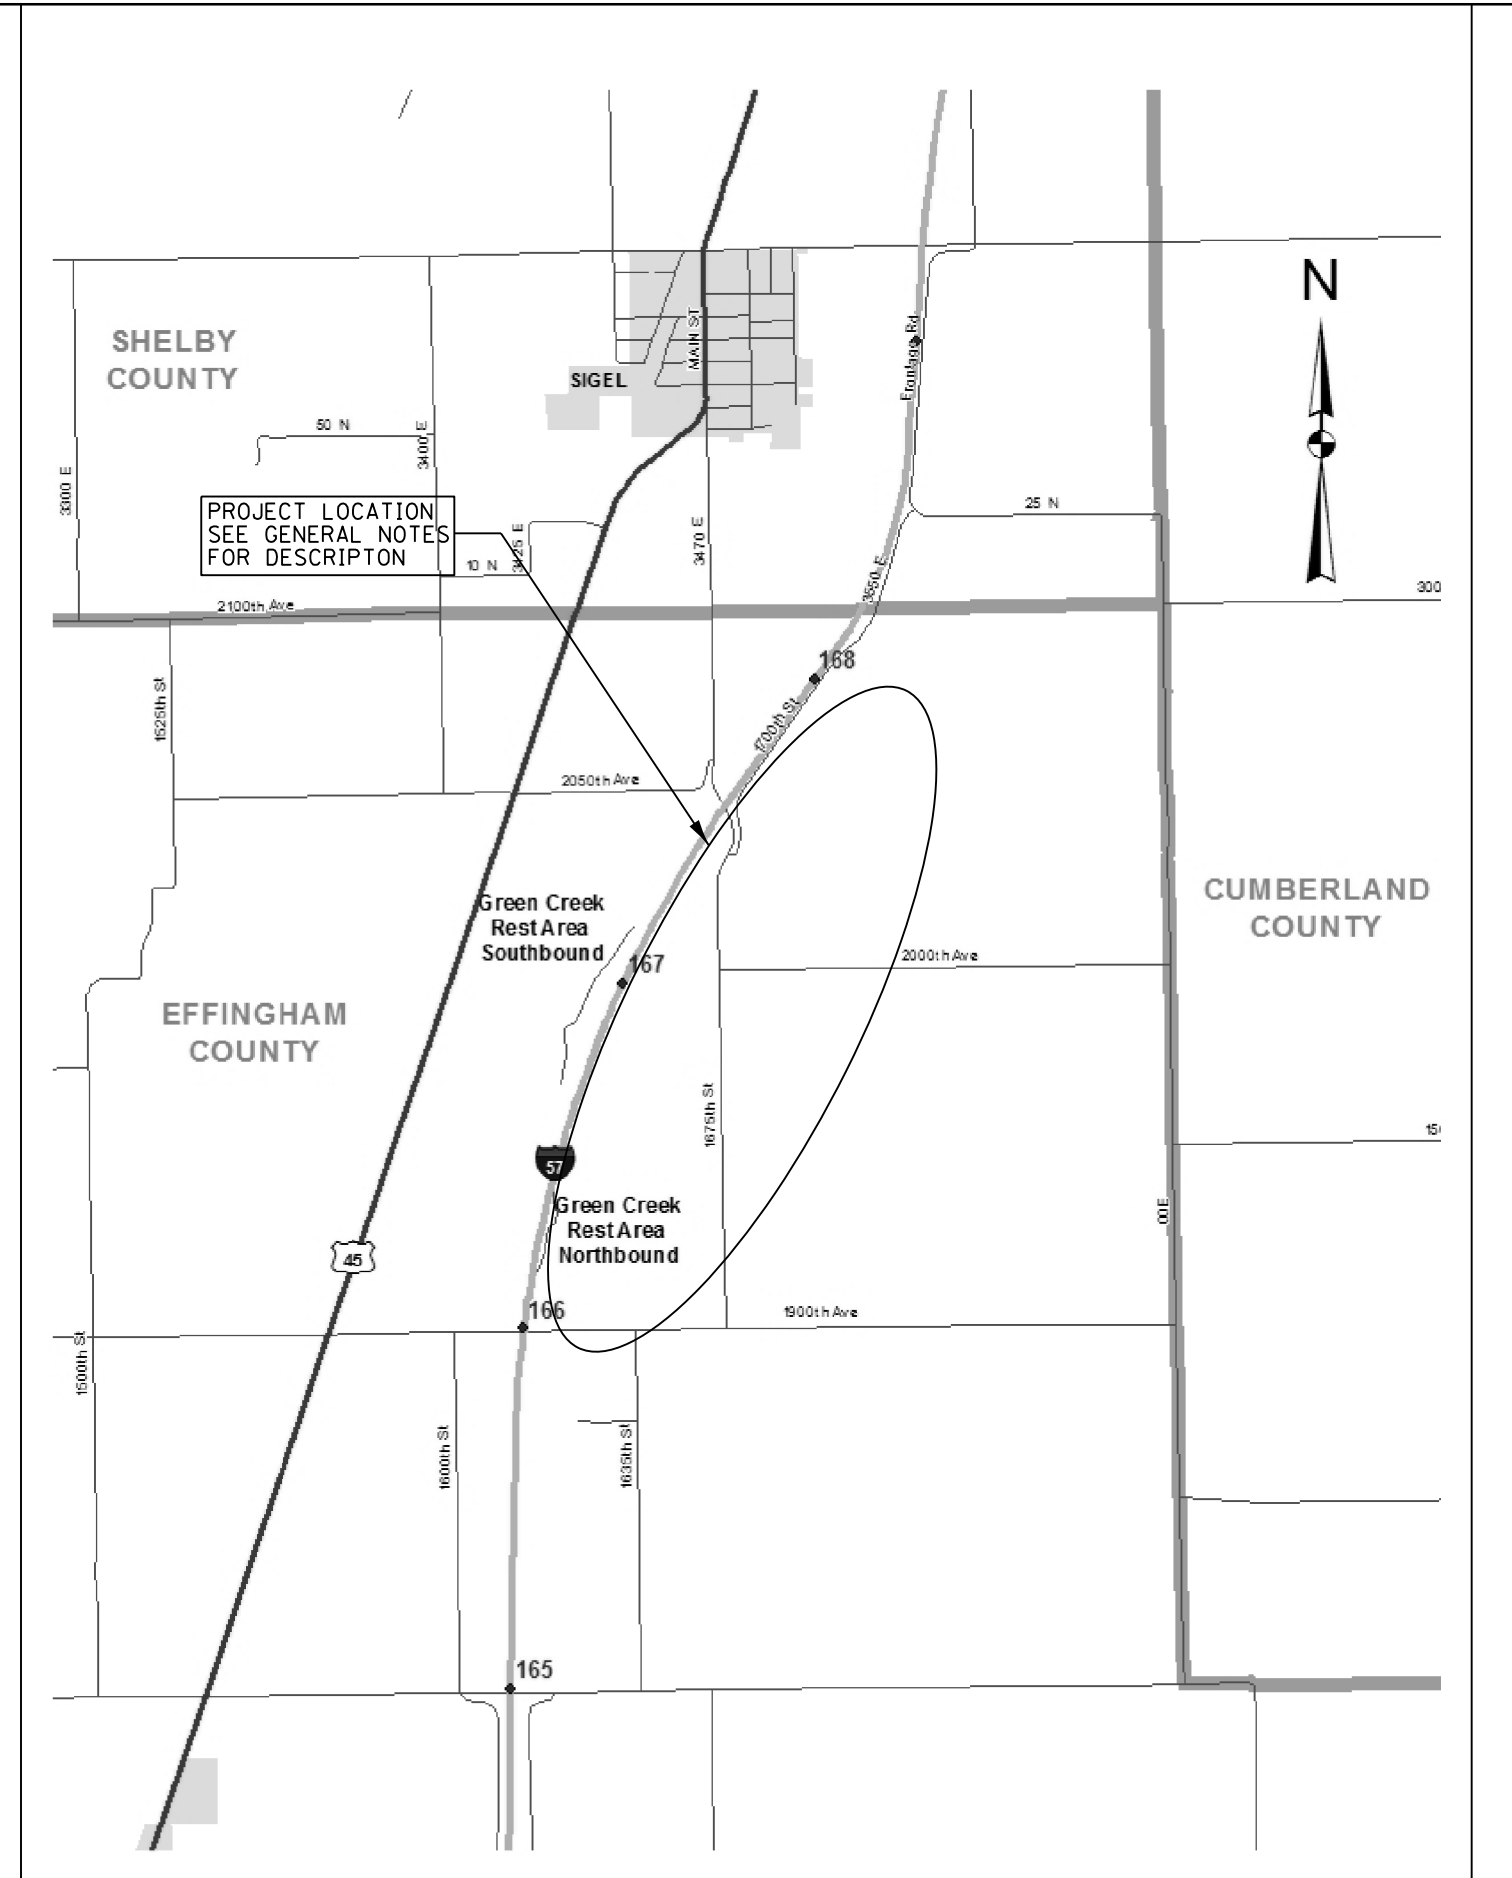 N
SHELBY
COUNTY
MAIN ST
SIGEL
Frontage Rd
50 N
3400 E
3300 E
PROJECT LOCATION
SEE GENERAL NOTES
FOR DESCRIPTON
3425 E
10 N
3470 E
25 N
3550 E
300
2100th Ave
168
1525th St
1700th St
2050th Ave
Green Creek
Rest Area
Southbound
167
2000th Ave
CUMBERLAND
COUNTY
EFFINGHAM
COUNTY
1675th St
15
57
Green Creek
Rest Area
Northbound
00E
45
166
1900th Ave
1500th St
1600th St
1635th St
165